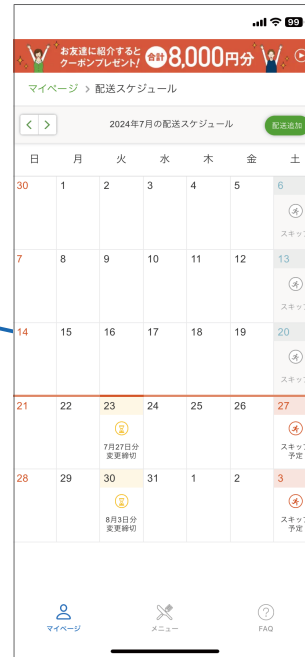 99
お友達に紹介すると
クーポンプレゼント! 合計8,000円分
マイページ > 配送スケジュール
< > 2024年7月の配送スケジュール 配送追加
日 月 火 水 木 金 土
30 1 2 3 4 5 6
スキップ
7 8 9 10 11 12 13
スキップ
14 15 16 17 18 19 20
スキップ
21 22 23 24 25 26 27
7月27日分
変更締切
スキップ
予定
28 29 30 31 1 2 3
8月3日分
変更締切
スキップ
予定
マイページ メニュー FAQ